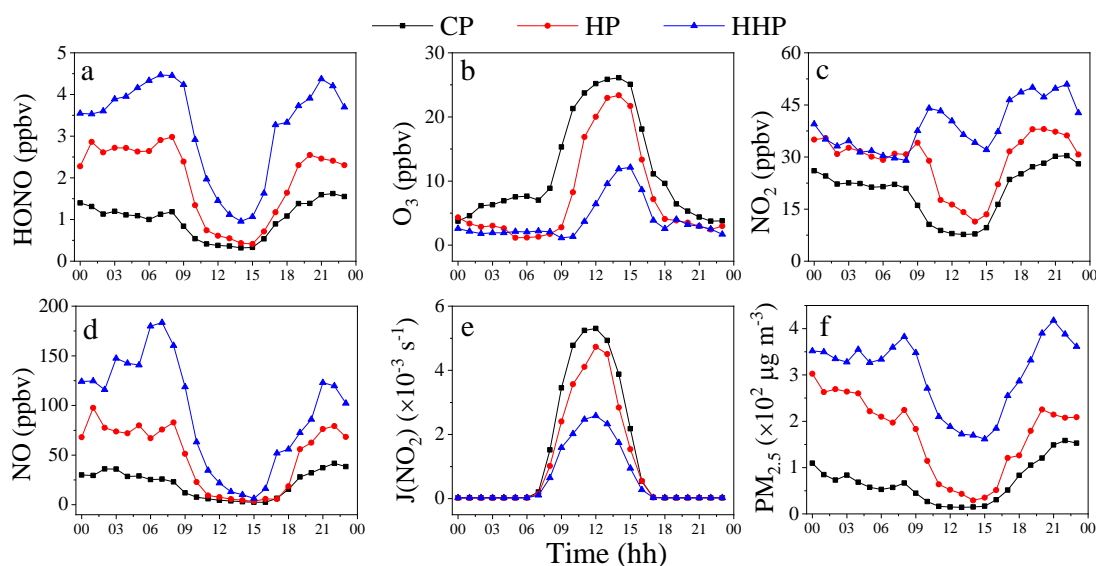 CP HP HHP
a
HONO (ppbv)
5
4
3
2
1
0
00 03 06 09 12 15 18 21 00
b
O₃ (ppbv)
30
20
10
0
00 03 06 09 12 15 18 21 00
c
NO₂ (ppbv)
60
45
30
15
0
00 03 06 09 12 15 18 21 00
d
NO (ppbv)
200
150
100
50
0
00 03 06 09 12 15 18 21 00
e
J(NO₂) (×10⁻³ s⁻¹)
6
4
2
0
00 03 06 09 12 15 18 21 00
f
PM₂.₅ (×10² μg m⁻³)
4
3
2
1
0
00 03 06 09 12 15 18 21 00
Time (hh)